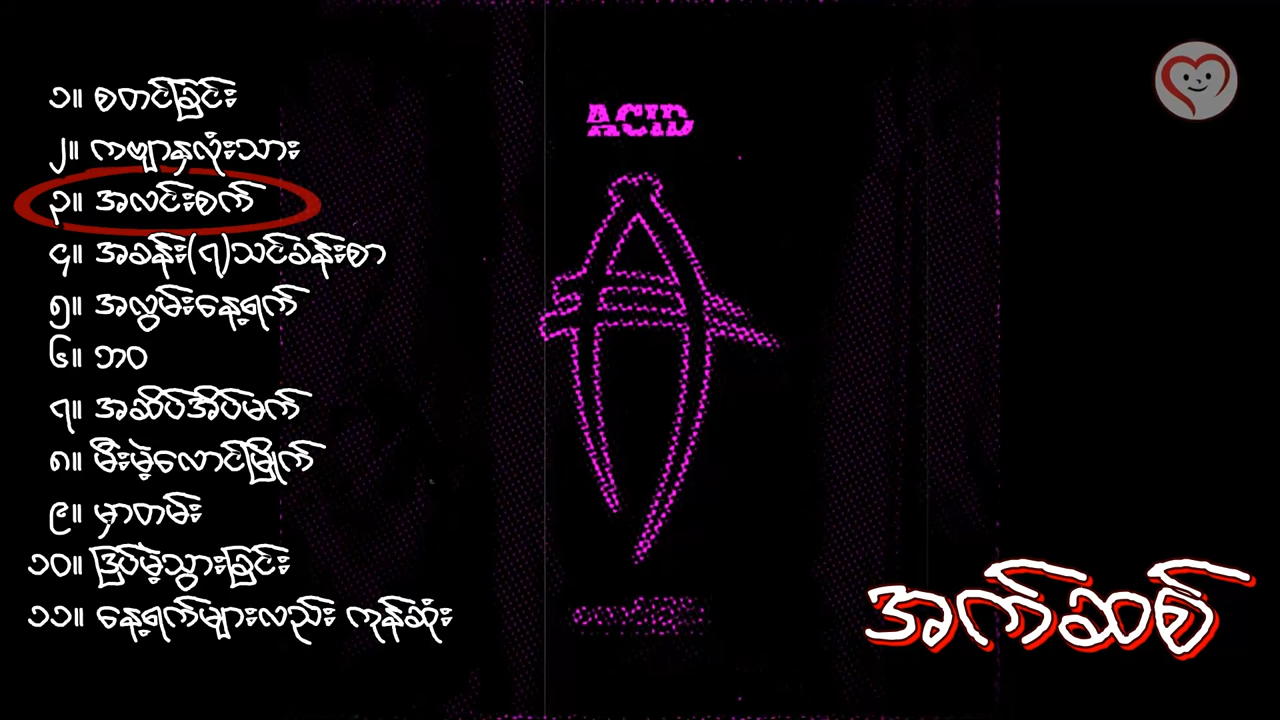 ၁။ စတင်ခြင်း
၂။ ကဗျာနှလုံးသား
၃။ အလင်းစက်
၄။ အခန်း(၇)သင်ခန်းစာ
၅။ အလွမ်းနေ့ရက်
၆။ ဘဝ
၇။ အဆိပ်အိပ်မက်
၈။ မီးမဲ့လောင်မြိုက်
၉။ မှာတမ်း
၁၀။ ဒြပ်မဲ့သွားခြင်း
၁၁။ နေ့ရက်များလည်း ကုန်ဆုံး
ACID
အက်ဆစ်